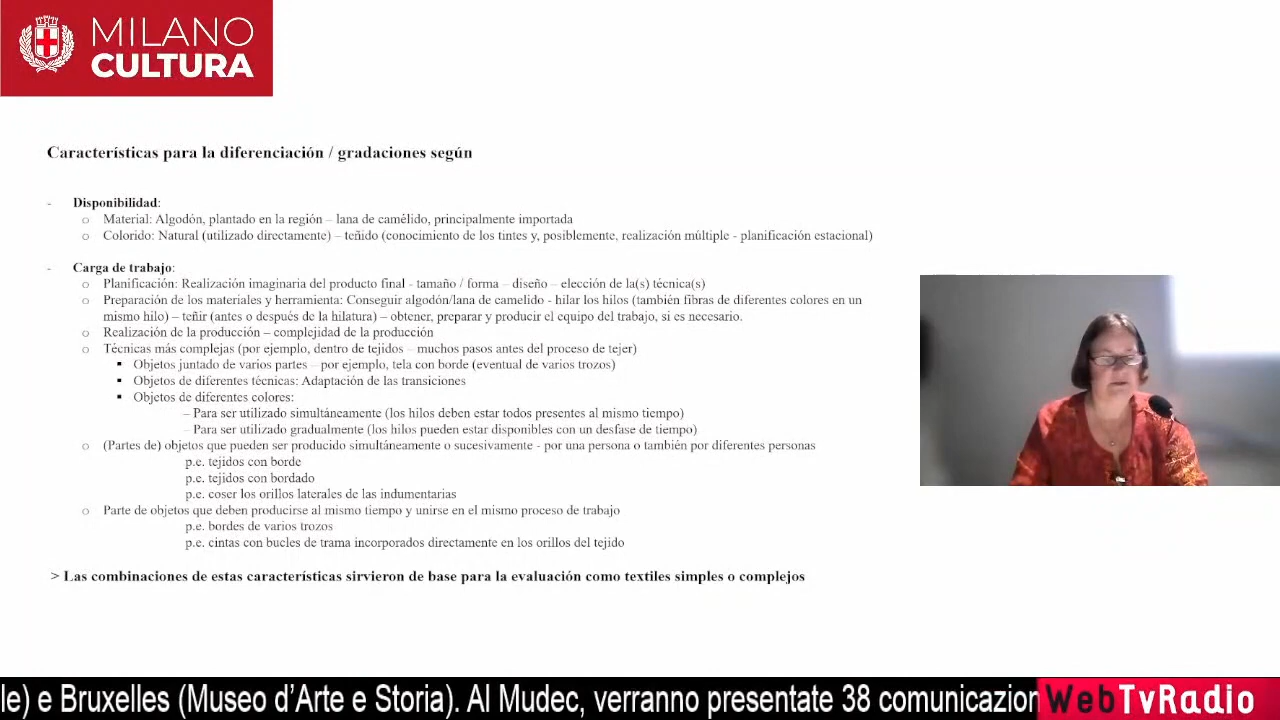 MILANO
CULTURA
Características para la diferenciación / gradaciones según
- Disponibilidad:
o Material: Algodón, plantado en la región – lana de camélido, principalmente importada
o Colorido: Natural (utilizado directamente) – teñido (conocimiento de los tintes y, posiblemente, realización múltiple - planificación estacional)
- Carga de trabajo:
o Planificación: Realización imaginaria del producto final - tamaño / forma – diseño – elección de la(s) técnica(s)
o Preparación de los materiales y herramienta: Conseguir algodón/lana de camelido - hilar los hilos (también fibras de diferentes colores en un
mismo hilo) – teñir (antes o después de la hilatura) – obtener, preparar y producir el equipo del trabajo, si es necesario.
o Realización de la producción – complejidad de la producción
o Técnicas más complejas (por ejemplo, dentro de tejidos – muchos pasos antes del proceso de tejer)
▪ Objetos juntado de varios partes – por ejemplo, tela con borde (eventual de varios trozos)
▪ Objetos de diferentes técnicas: Adaptación de las transiciones
▪ Objetos de diferentes colores:
– Para ser utilizado simultáneamente (los hilos deben estar todos presentes al mismo tiempo)
– Para ser utilizado gradualmente (los hilos pueden estar disponibles con un desfase de tiempo)
o (Partes de) objetos que pueden ser producido simultáneamente o sucesivamente - por una persona o también por diferentes personas
p.e. tejidos con borde
p.e. tejidos con bordado
p.e. coser los orillos laterales de las indumentarias
o Parte de objetos que deben producirse al mismo tiempo y unirse en el mismo proceso de trabajo
p.e. bordes de varios trozos
p.e. cintas con bucles de trama incorporados directamente en los orillos del tejido
> Las combinaciones de estas características sirvieron de base para la evaluación como textiles simples o complejos
le) e Bruxelles (Museo d'Arte e Storia). Al Mudec, verranno presentate 38 comunicazion
WebTvRadio